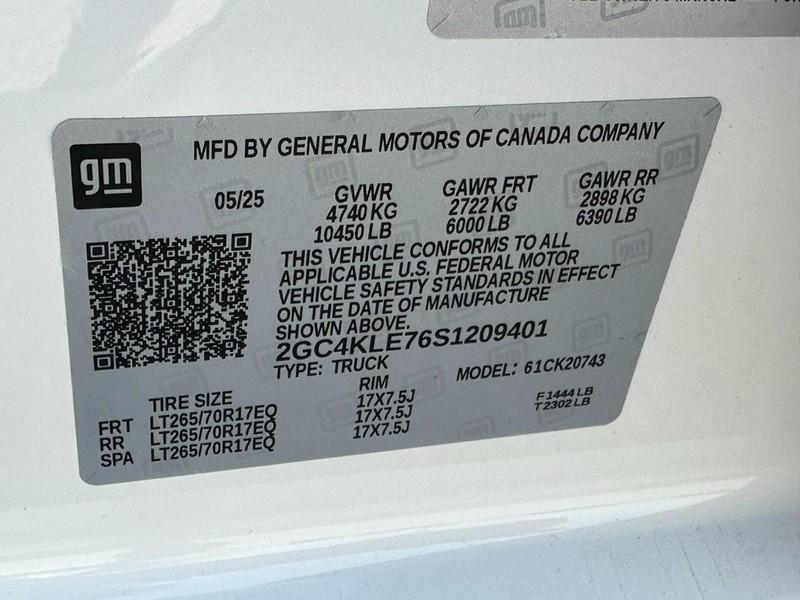 gm
MFD BY GENERAL MOTORS OF CANADA COMPANY
05/25 GVWR GAWR FRT GAWR RR
4740 KG 2722 KG 2898 KG
10450 LB 6000 LB 6390 LB
THIS VEHICLE CONFORMS TO ALL
APPLICABLE U.S. FEDERAL MOTOR
VEHICLE SAFETY STANDARDS IN EFFECT
ON THE DATE OF MANUFACTURE
SHOWN ABOVE.
2GC4KLE76S1209401
TYPE: TRUCK MODEL: 61CK20743
TIRE SIZE RIM
FRT LT265/70R17EQ 17X7.5J F1444 LB
RR LT265/70R17EQ 17X7.5J T2302 LB
SPA LT265/70R17EQ 17X7.5J